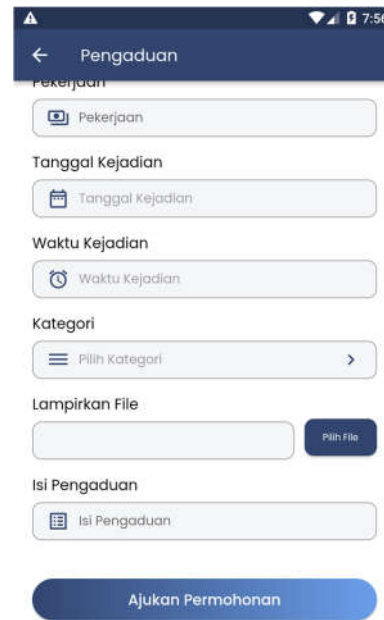 7:56
Pengaduan
Pekerjaan
Pekerjaan
Tanggal Kejadian
Tanggal Kejadian
Waktu Kejadian
Waktu Kejadian
Kategori
Pilih Kategori
Lampirkan File
Pilih File
Isi Pengaduan
Isi Pengaduan
Ajukan Permohonan